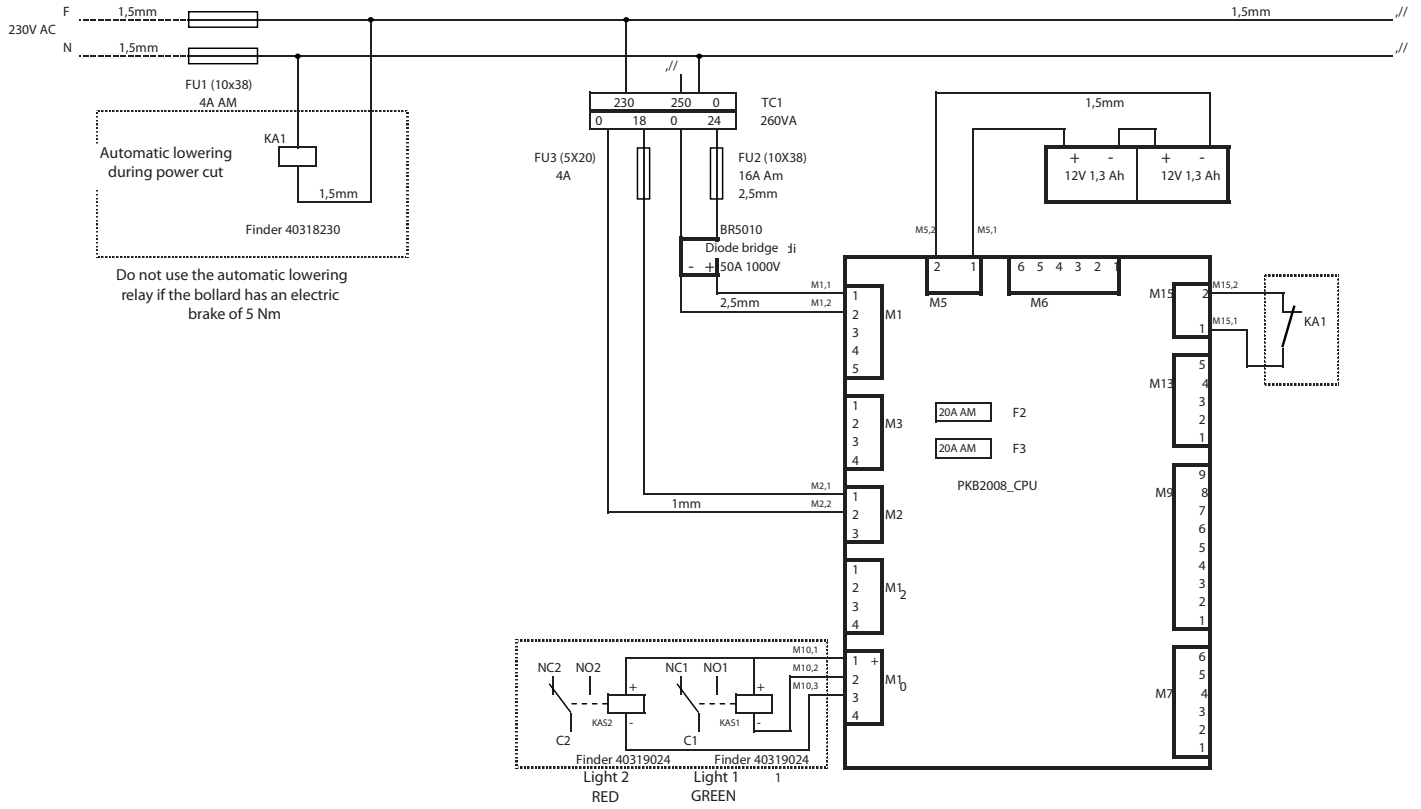 F 1,5mm 1,5mm ,//
230V AC
N 1,5mm ,//
,//
FU1 (10x38)
4A AM
230 250 0 TC1
0 18 0 24 260VA
1,5mm
KA1
Automatic lowering
during power cut
1,5mm
Finder 40318230
Do not use the automatic lowering
relay if the bollard has an electric
brake of 5 Nm
FU3 (5X20)
4A
FU2 (10X38)
16A Am
2,5mm
BR5010
Diode bridge di
- + 50A 1000V
+ - + -
12V 1,3 Ah 12V 1,3 Ah
M5,2 M5,1
2 1
M5
6 5 4 3 2 1
M6
M1,1
M1,2
2,5mm
1
2
3
4
5
M1
M15
2
1
M15,2
M15,1
KA1
1
2
3
4
M3
20A AM F2
20A AM F3
PKB2008_CPU
M13
5
4
3
2
1
M2,1
1mm M2,2
1
2
3
M2
M9
9
8
7
6
5
4
3
2
1
1
2
3
4
M12
M10,1
M10,2
M10,3
1 +
2
3
4
M10
M7
6
5
4
3
2
1
NC2 NO2 NC1 NO1
+ +
KAS2 - KAS1 -
C2 C1
Finder 40319024 Finder 40319024
Light 2 Light 1 1
RED GREEN